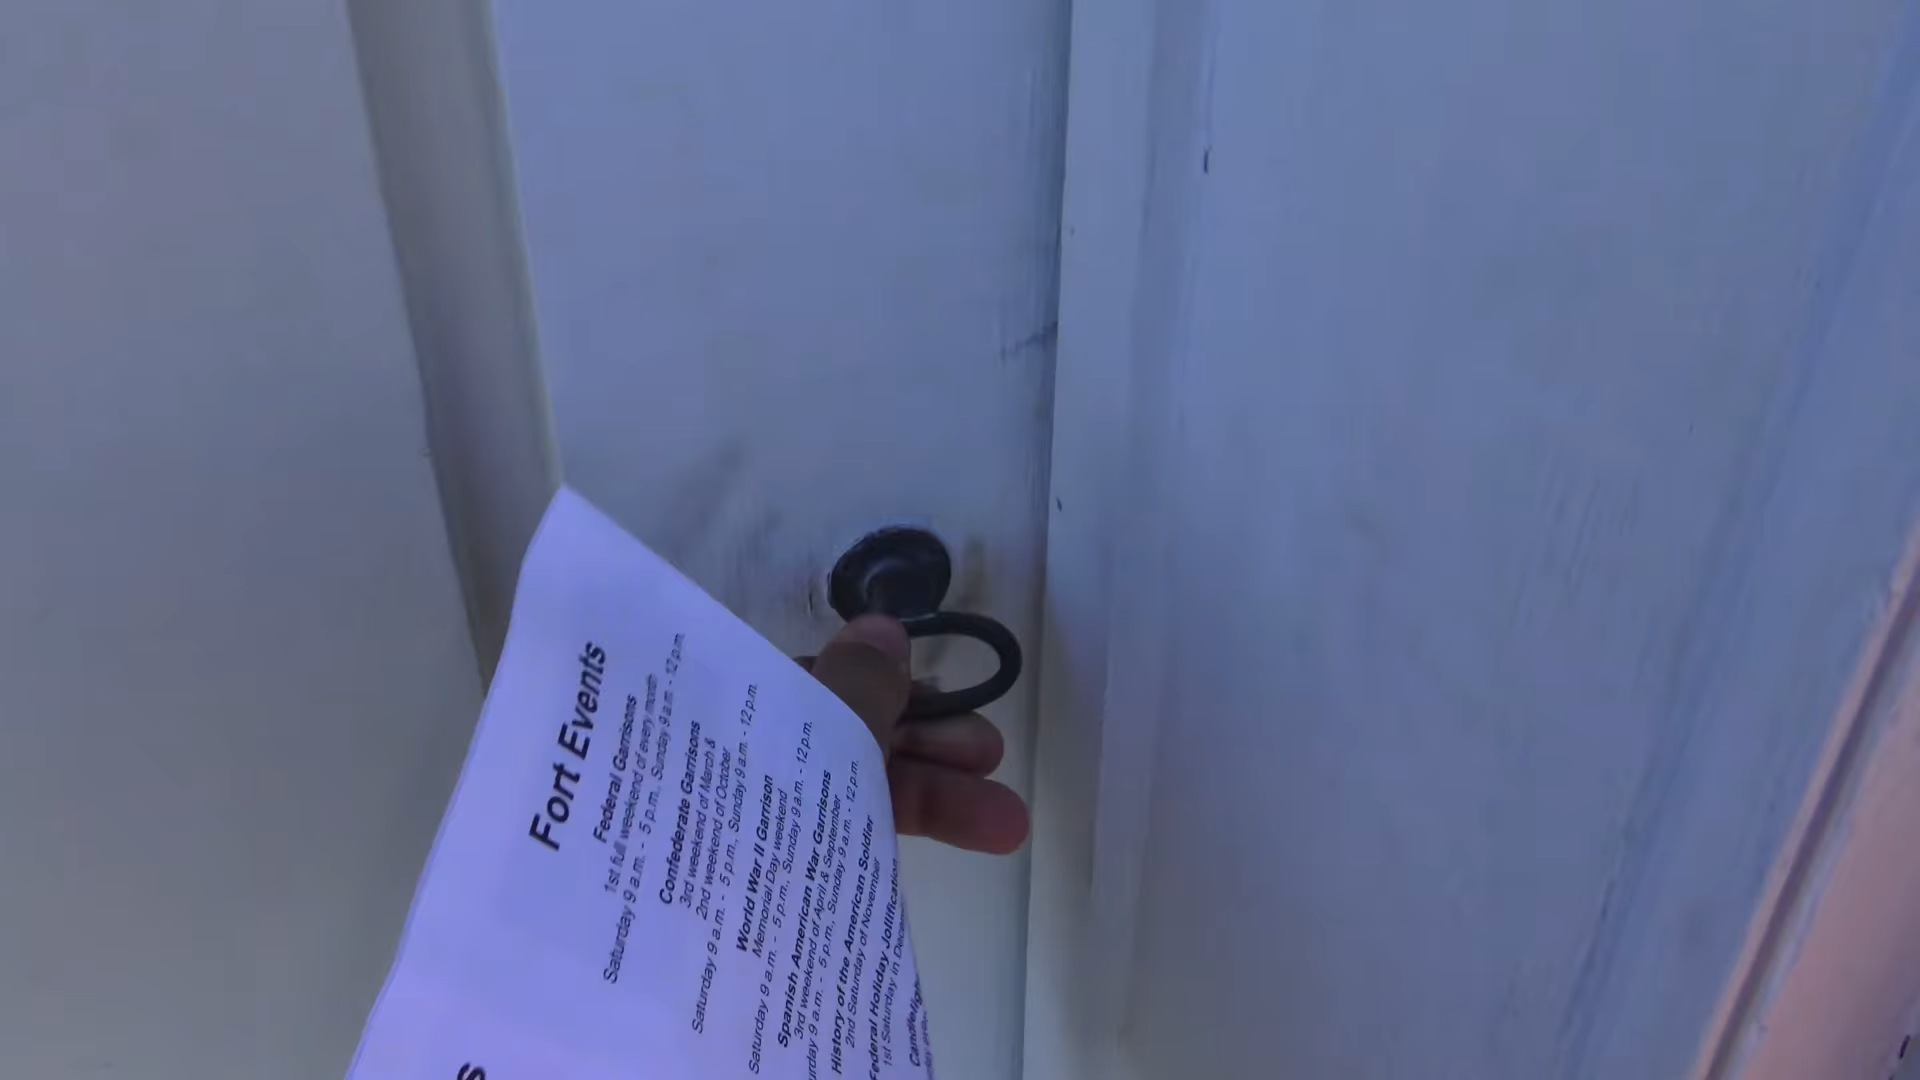 Fort Events
Federal Garrisons
1st full weekend of every month
Saturday 9 a.m. - 5 p.m., Sunday 9 a.m. - 12 p.m.
Confederate Garrisons
3rd weekend of March &
2nd weekend of October
Saturday 9 a.m. - 5 p.m., Sunday 9 a.m. - 12 p.m.
World War II Garrison
Memorial Day weekend
Saturday 9 a.m. - 5 p.m., Sunday 9 a.m. - 12 p.m.
Spanish American War Garrisons
3rd weekend of April & September
urday 9 a.m. - 5 p.m., Sunday 9 a.m. - 12 p.m.
History of the American Soldier
2nd Saturday of November
Federal Holiday Jollification
1st Saturday in Decem
Candleligh
s